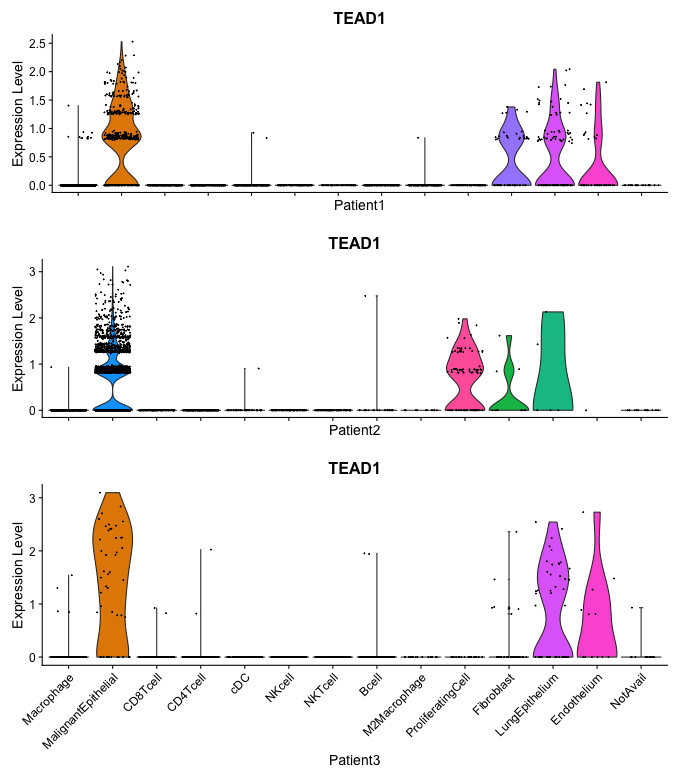 TEAD1
Expression Level
2.5
2.0
1.5
1.0
0.5
0.0
Patient1
TEAD1
Expression Level
3
2
1
0
Patient2
TEAD1
Expression Level
3
2
1
0
Macrophage
MalignantEpithelial
CD8Tcell
CD4Tcell
cDC
NKcell
NKTcell
Bcell
M2Macrophage
ProliferatingCell
Fibroblast
LungEpithelium
Endothelium
NotAvail
Patient3